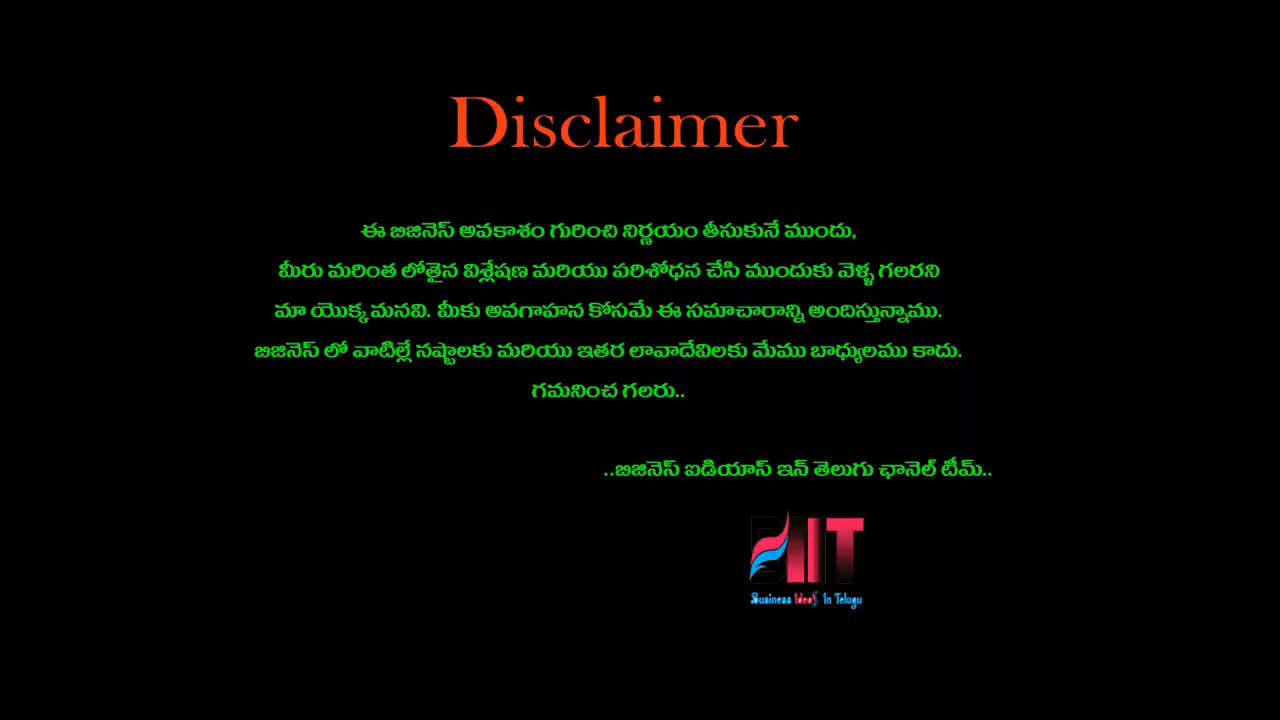 Disclaimer
ఈ బిజినెస్ అవకాశం గురించి నిర్ణయం తీసుకునే ముందు,
మీరు మరింత లోతైన విశ్లేషణ మరియు పరిశోధన చేసి ముందుకు వెళ్ళ గలరని
మా యొక్క మనవి. మీకు అవగాహన కోసమే ఈ సమాచారాన్ని అందిస్తున్నాము.
బిజినెస్ లో వాటిల్లే నష్టాలకు మరియు ఇతర లావాదేవిలకు మేము బాధ్యులము కాదు.
గమనించ గలరు..
..బిజినెస్ ఐడియాస్ ఇన్ తెలుగు ఛానెల్ టీమ్..
BIIT
Business Ideas In Telugu